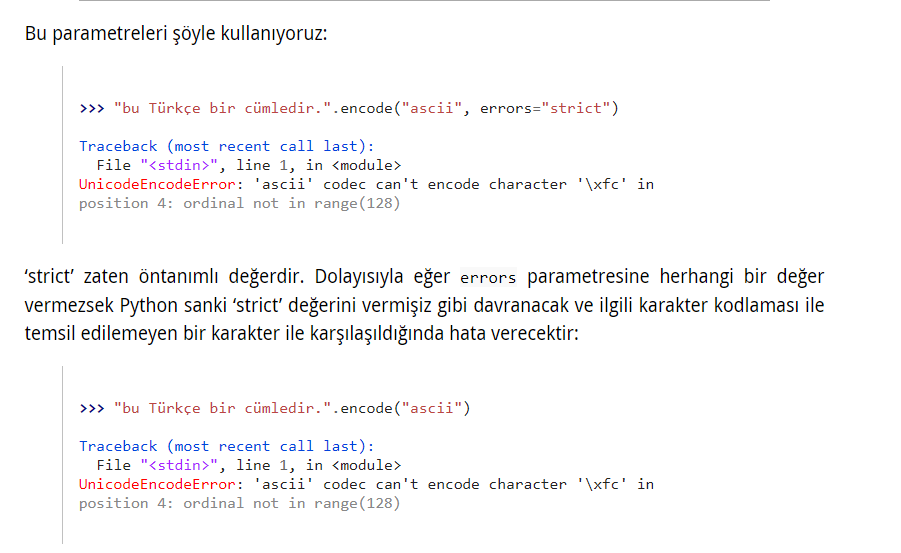 Bu parametreleri şöyle kullanıyoruz:
>>> "bu Türkçe bir cümledir.".encode("ascii", errors="strict")
Traceback (most recent call last):
  File "<stdin>", line 1, in <module>
UnicodeEncodeError: 'ascii' codec can't encode character '\xfc' in
position 4: ordinal not in range(128)
‘strict’ zaten öntanımlı değerdir. Dolayısıyla eğer errors parametresine herhangi bir değer
vermezsek Python sanki ‘strict’ değerini vermişiz gibi davranacak ve ilgili karakter kodlaması ile
temsil edilemeyen bir karakter ile karşılaşıldığında hata verecektir:
>>> "bu Türkçe bir cümledir.".encode("ascii")
Traceback (most recent call last):
  File "<stdin>", line 1, in <module>
UnicodeEncodeError: 'ascii' codec can't encode character '\xfc' in
position 4: ordinal not in range(128)